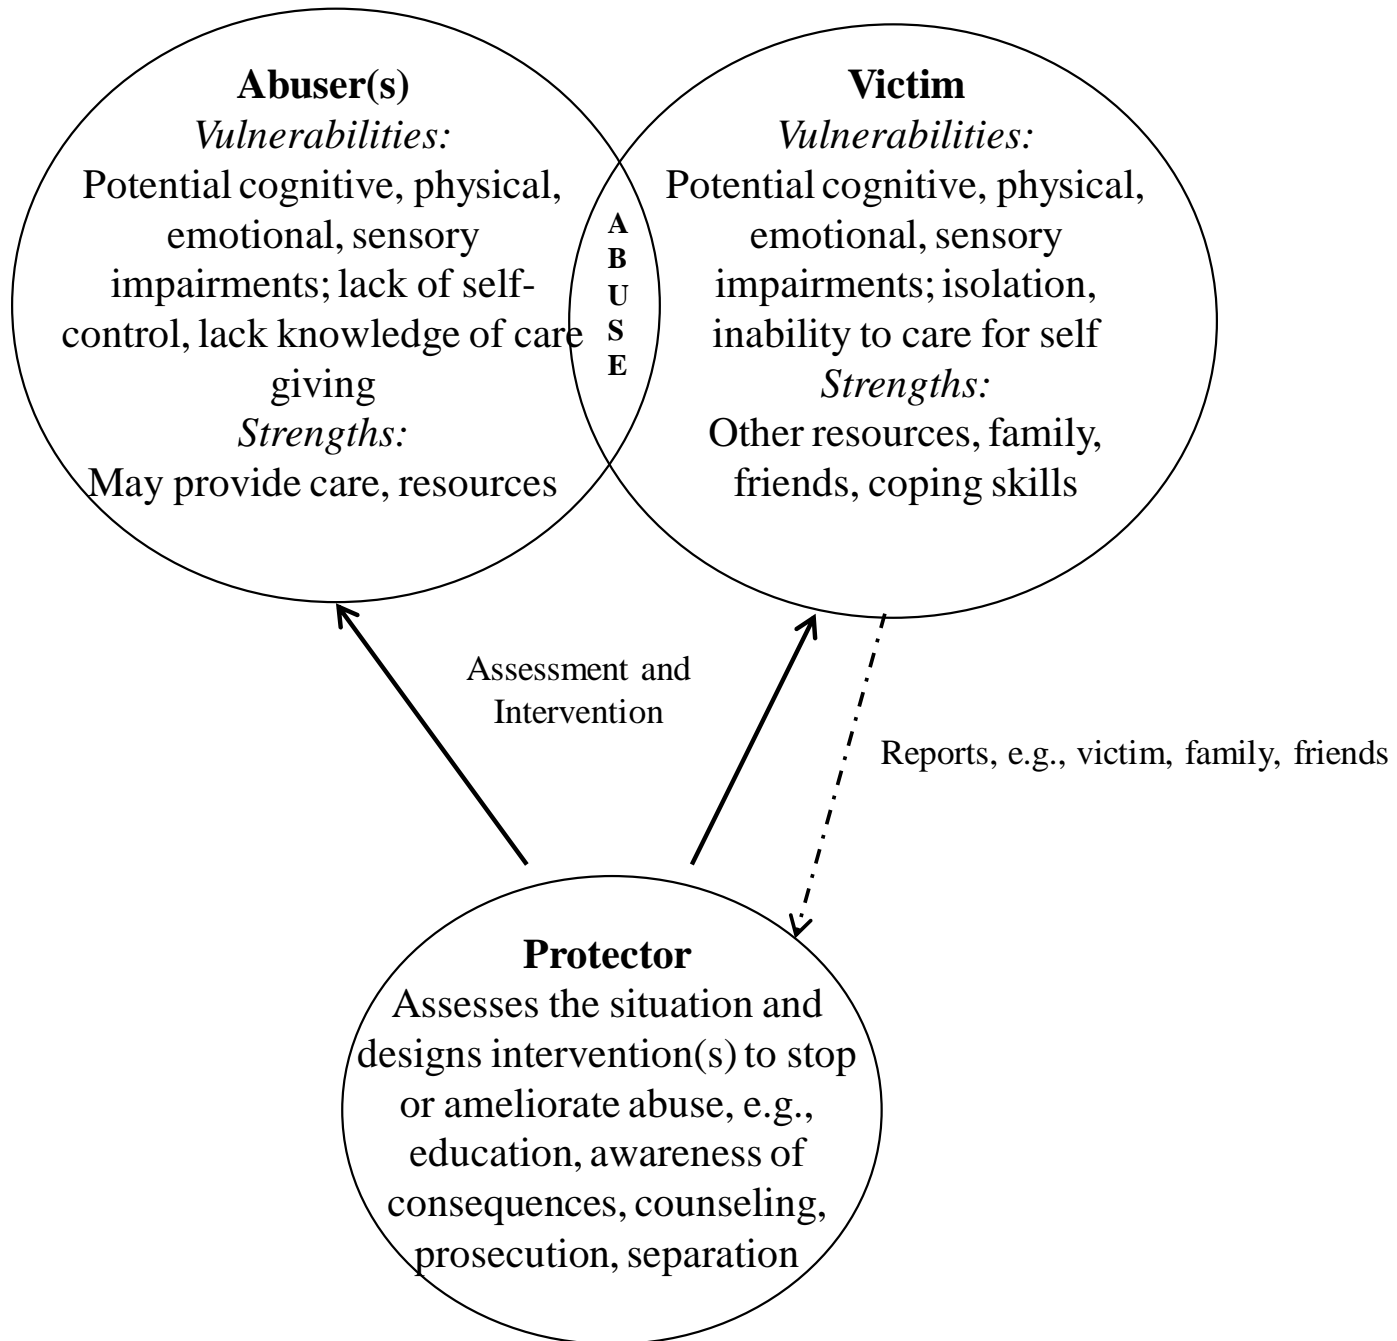 Abuser(s)
Vulnerabilities:
Potential cognitive, physical,
emotional, sensory
impairments; lack of self-
control, lack knowledge of care
giving
Strengths:
May provide care, resources
A
B
U
S
E
Victim
Vulnerabilities:
Potential cognitive, physical,
emotional, sensory
impairments; isolation,
inability to care for self
Strengths:
Other resources, family,
friends, coping skills
Assessment and
Intervention
Reports, e.g., victim, family, friends
Protector
Assesses the situation and
designs intervention(s) to stop
or ameliorate abuse, e.g.,
education, awareness of
consequences, counseling,
prosecution, separation